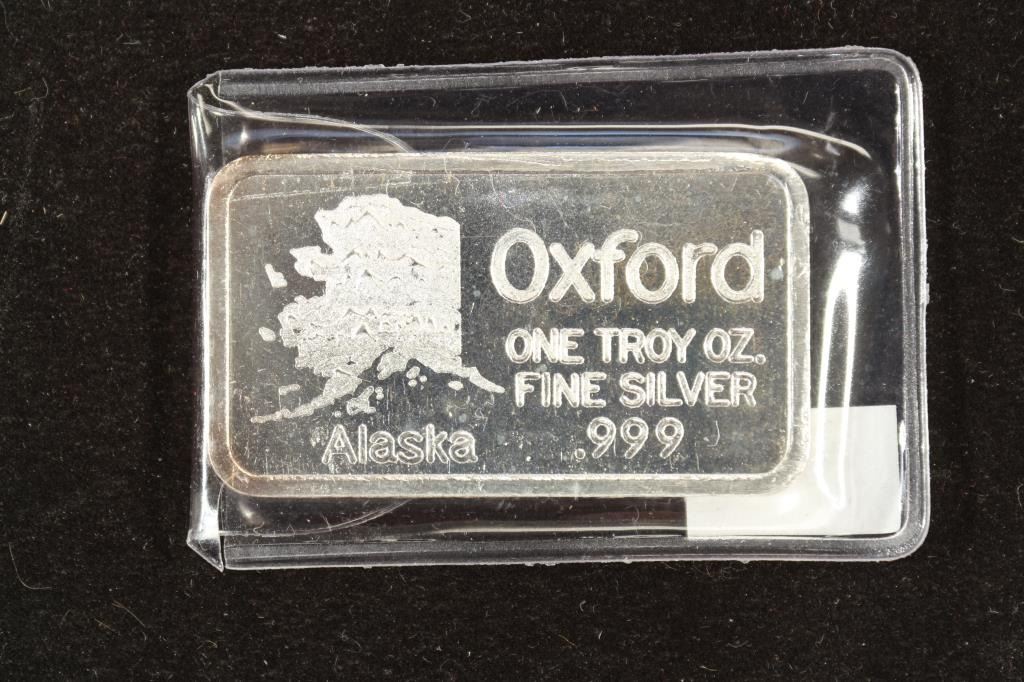 Oxford
ONE TROY OZ.
FINE SILVER
.999
Alaska